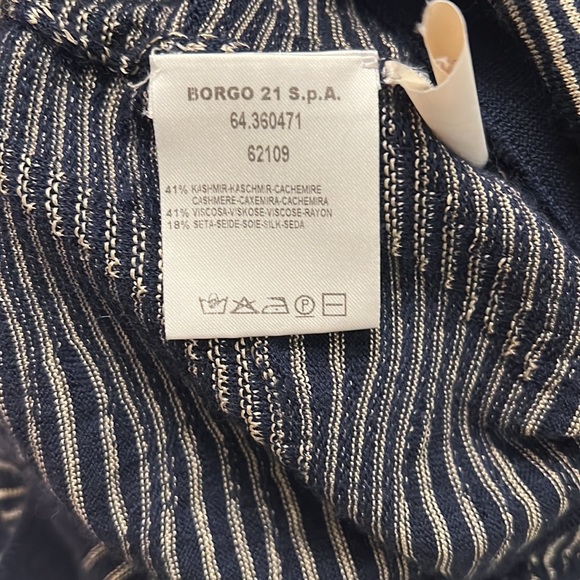 BORGO 21 S.p.A.
64.360471
62109
41% KASHMIR-KASCHMIR-CACHEMIRE
CASHMERE-CAXEMIRA-CACHEMIRA
41% VISCOSA-VISKOSE-VISCOSE-RAYON
18% SETA-SEIDE-SOIE-SILK-SEDA
P